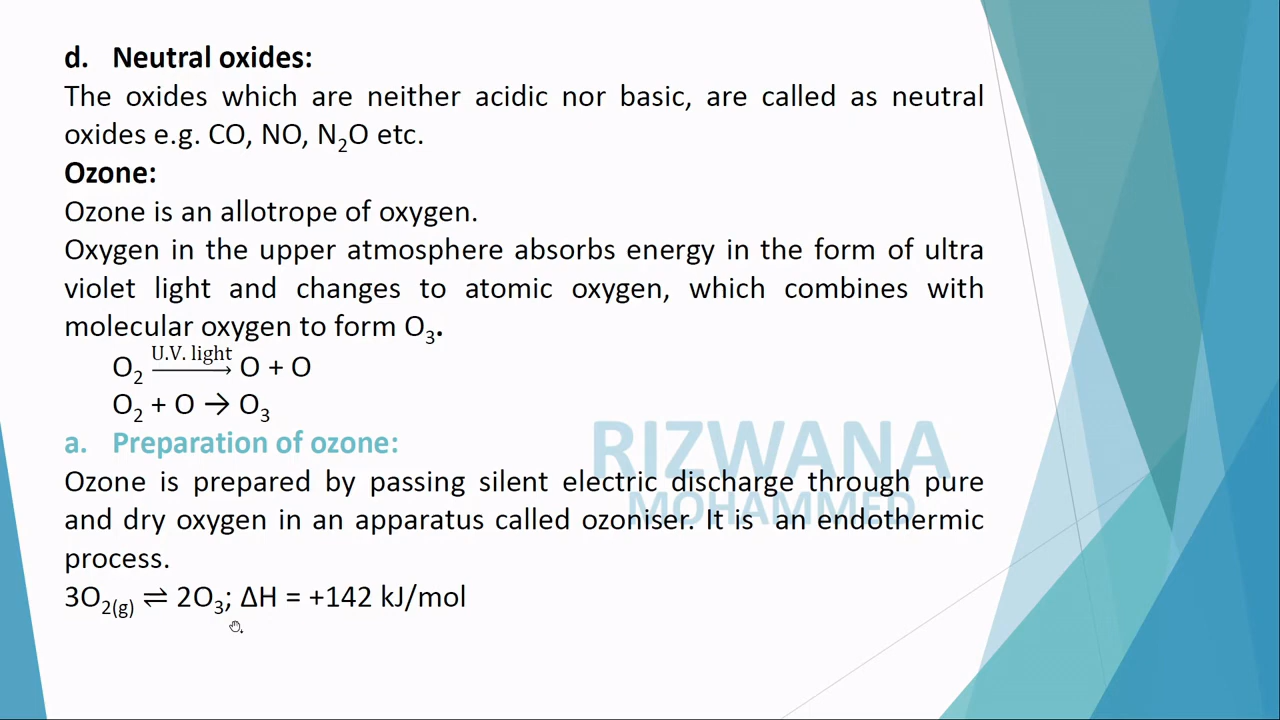 d. Neutral oxides:
The oxides which are neither acidic nor basic, are called as neutral
oxides e.g. CO, NO, N₂O etc.
Ozone:
Ozone is an allotrope of oxygen.
Oxygen in the upper atmosphere absorbs energy in the form of ultra
violet light and changes to atomic oxygen, which combines with
molecular oxygen to form O₃.
U.V. light
O₂ ⟶ O + O
O₂ + O → O₃
a. Preparation of ozone:
RIZWANA
Ozone is prepared by passing silent electric discharge through pure
MOHAMMED
and dry oxygen in an apparatus called ozoniser. It is an endothermic
process.
3O₂(g) ⇌ 2O₃; ΔH = +142 kJ/mol